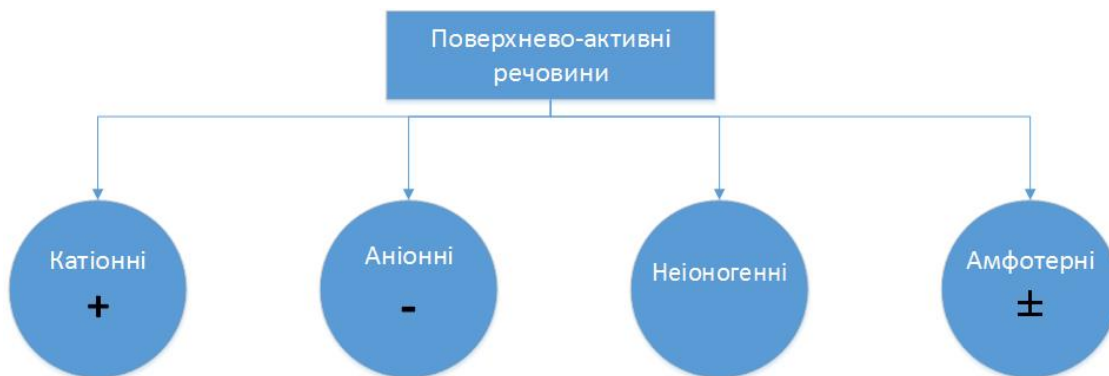 Поверхнево-активні
речовини
Катіонні
+
Аніонні
-
Неіоногенні
Амфотерні
±